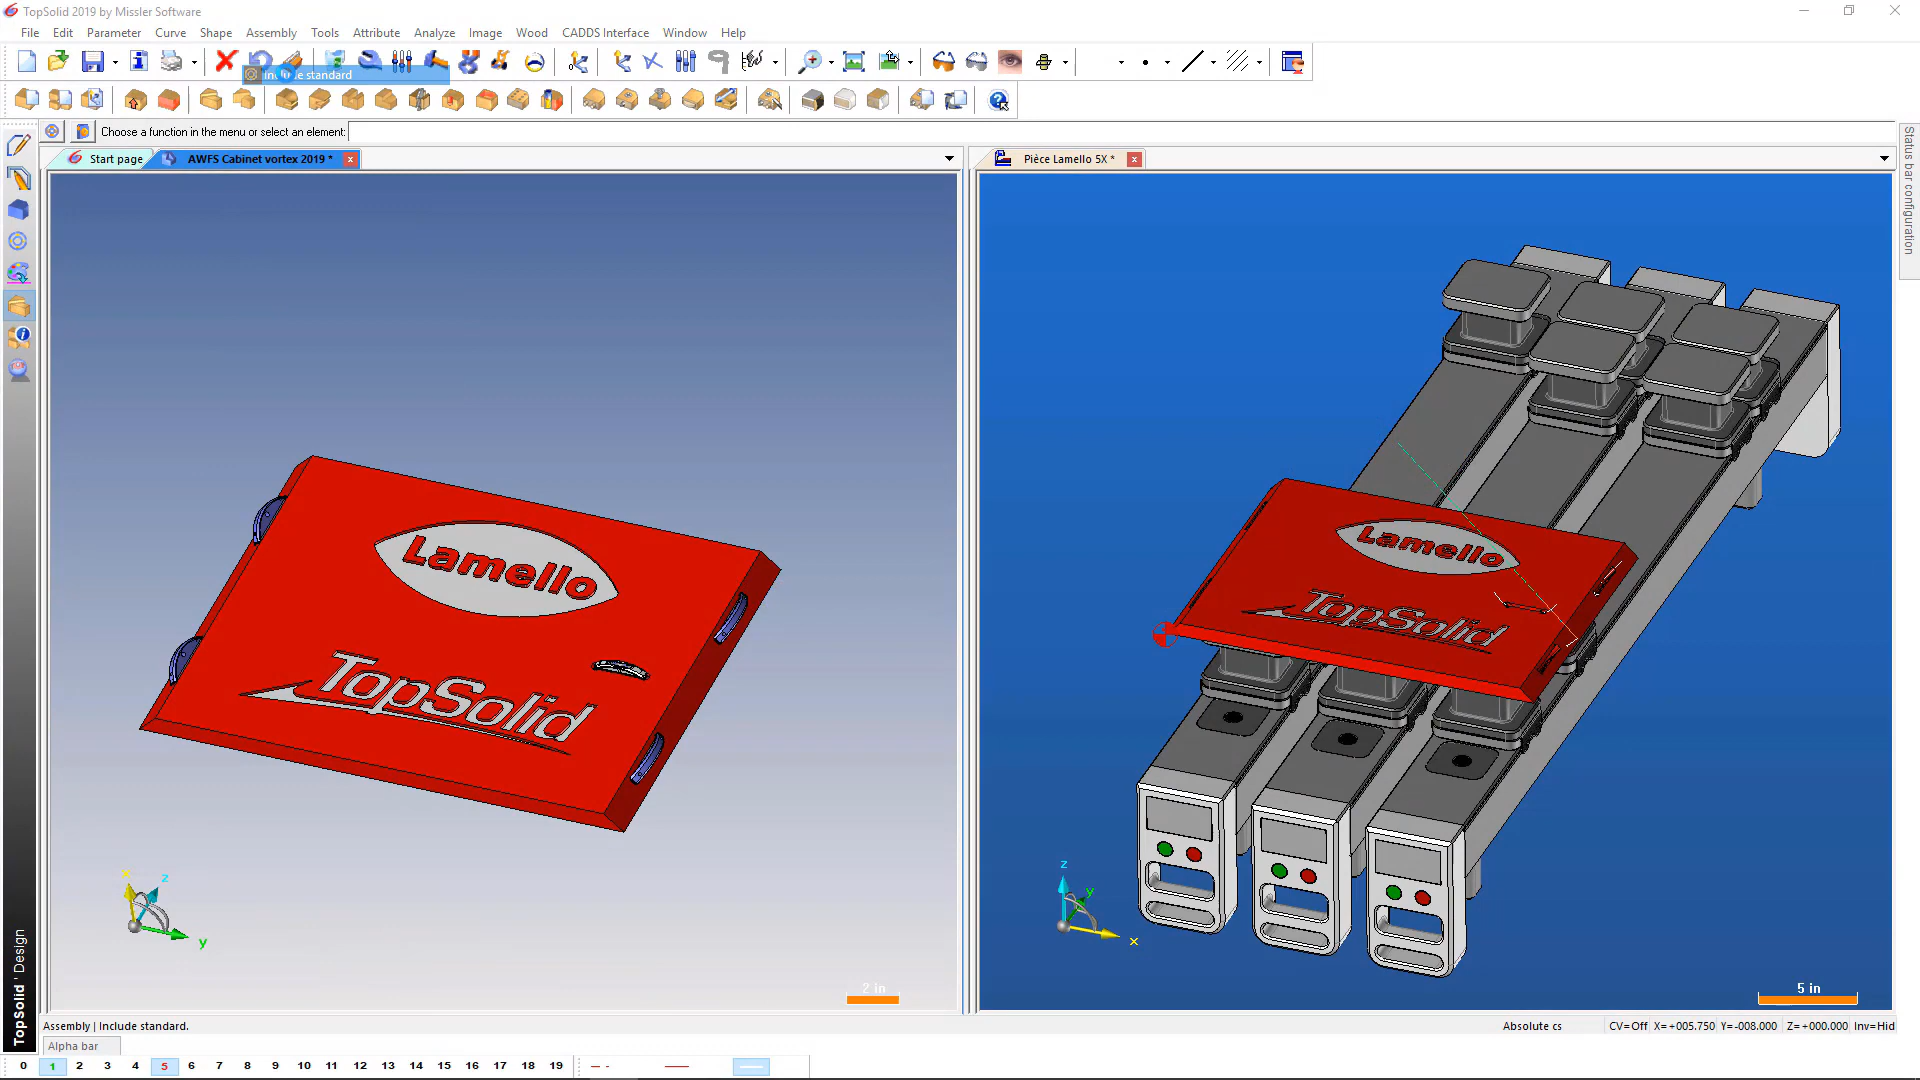 TopSolid 2019 by Missler Software
File Edit Parameter Curve Shape Assembly Tools Attribute Analyze Image Wood CADDS Interface Window Help
Include standard
Choose a function in the menu or select an element:
Start page AWFS Cabinet vortex 2019 * Pièce Lamello 5X *
Status bar configuration
Lamello
TopSolid
Lamello
TopSolid
x z y
z y x
2 in
5 in
TopSolid'Design
Assembly | Include standard.
Absolute cs CV=Off X=+005.750 Y=-008.000 Z=+000.000 Inv=Hid
Alpha bar
0 1 2 3 4 5 6 7 8 9 10 11 12 13 14 15 16 17 18 19